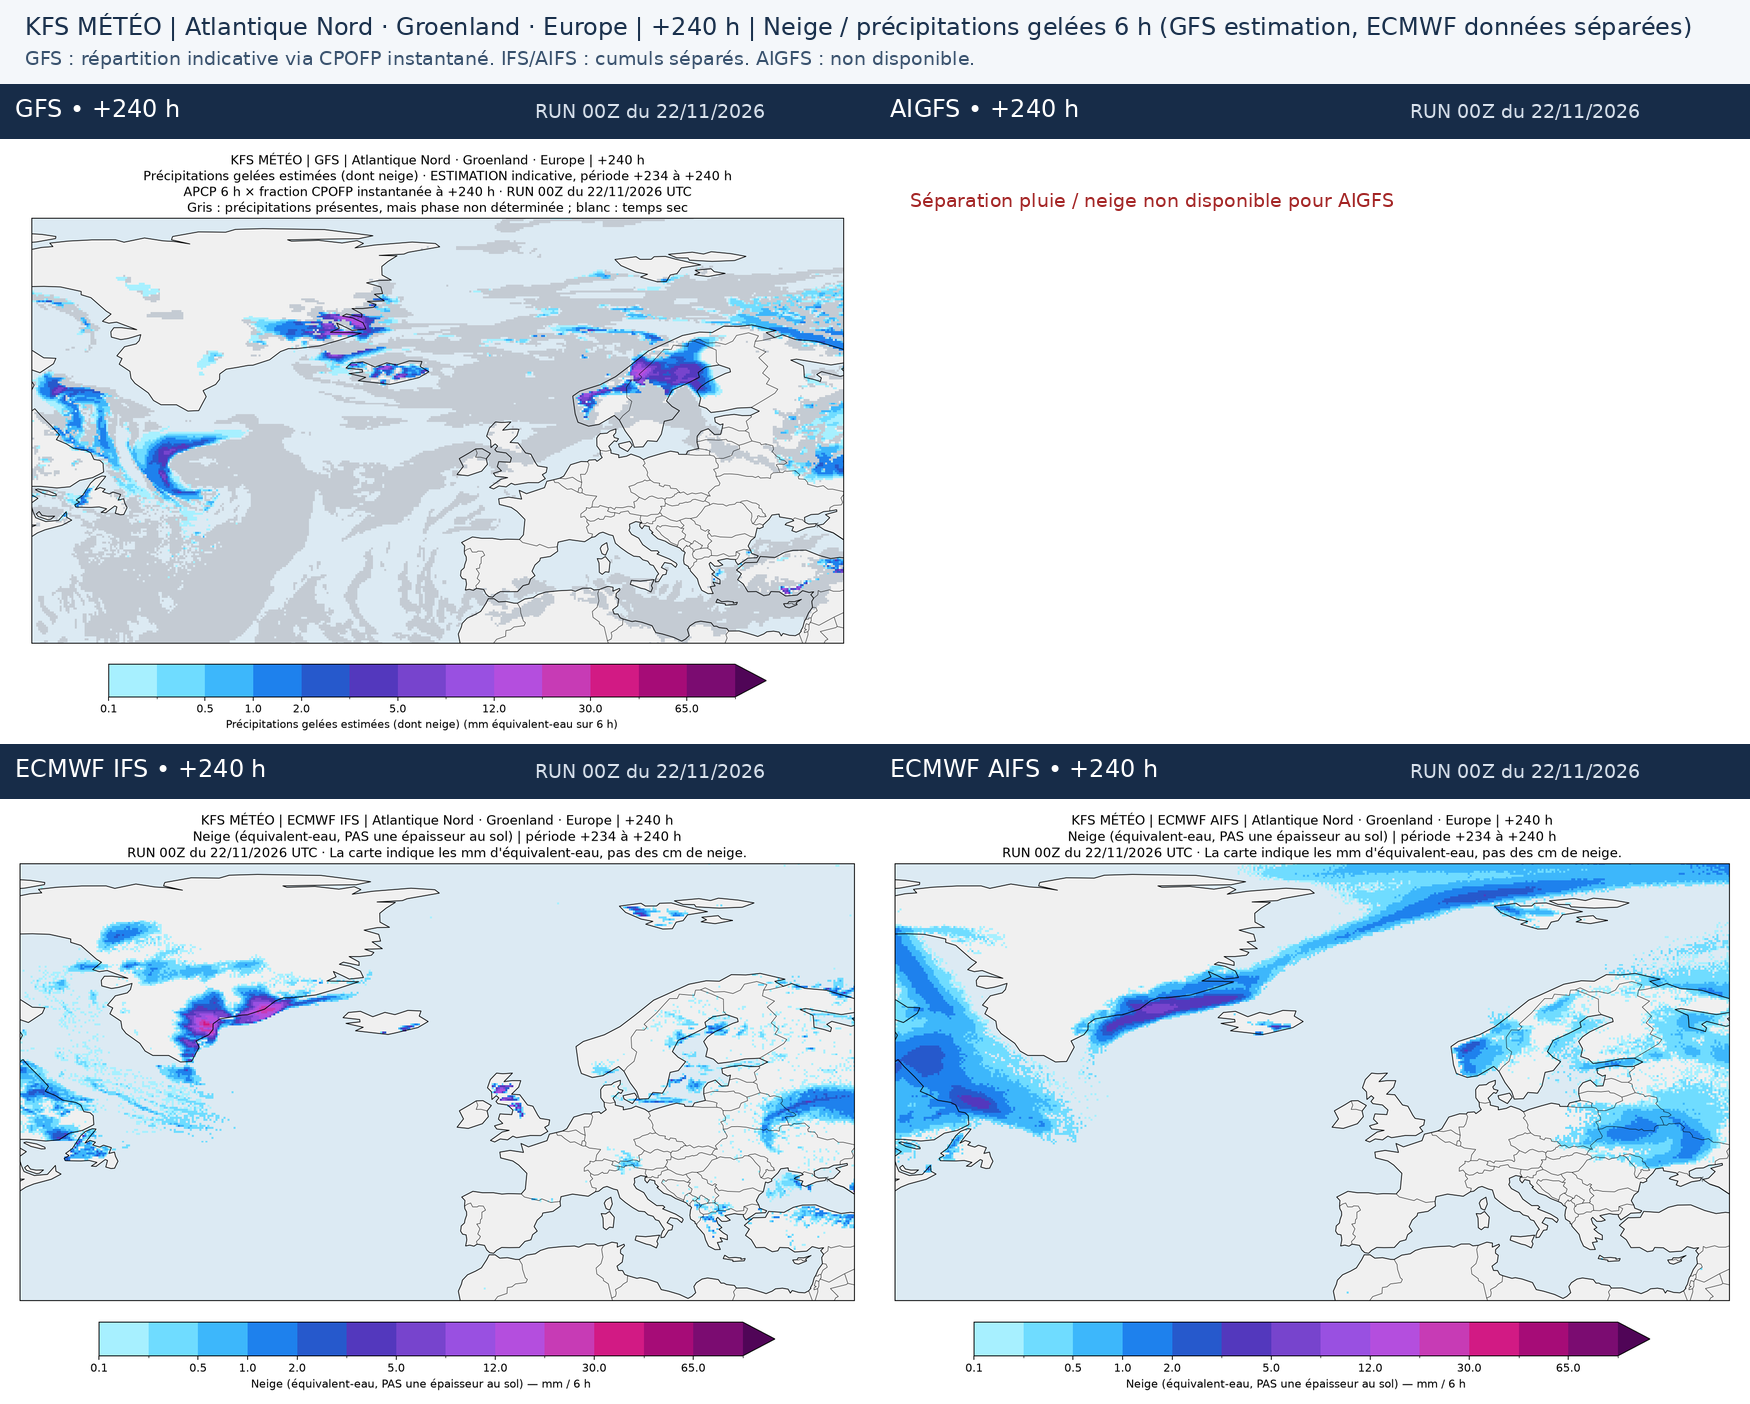 KFS MÉTÉO | Atlantique Nord · Groenland · Europe | +240 h | Neige / précipitations gelées 6 h (GFS estimation, ECMWF données séparées)
GFS : répartition indicative via CPOFP instantané. IFS/AIFS : cumuls séparés. AIGFS : non disponible.
GFS • +240 h
RUN 00Z du 22/11/2026
AIGFS • +240 h
RUN 00Z du 22/11/2026
KFS MÉTÉO | GFS | Atlantique Nord · Groenland · Europe | +240 h
Précipitations gelées estimées (dont neige) · ESTIMATION indicative, période +234 à +240 h
APCP 6 h × fraction CPOFP instantanée à +240 h · RUN 00Z du 22/11/2026 UTC
Gris : précipitations présentes, mais phase non déterminée ; blanc : temps sec
Séparation pluie / neige non disponible pour AIGFS
0.1 0.5 1.0 2.0 5.0 12.0 30.0 65.0
Précipitations gelées estimées (dont neige) (mm équivalent-eau sur 6 h)
ECMWF IFS • +240 h
RUN 00Z du 22/11/2026
ECMWF AIFS • +240 h
RUN 00Z du 22/11/2026
KFS MÉTÉO | ECMWF IFS | Atlantique Nord · Groenland · Europe | +240 h
Neige (équivalent-eau, PAS une épaisseur au sol) | période +234 à +240 h
RUN 00Z du 22/11/2026 UTC · La carte indique les mm d'équivalent-eau, pas des cm de neige.
0.1 0.5 1.0 2.0 5.0 12.0 30.0 65.0
Neige (équivalent-eau, PAS une épaisseur au sol) — mm / 6 h
KFS MÉTÉO | ECMWF AIFS | Atlantique Nord · Groenland · Europe | +240 h
Neige (équivalent-eau, PAS une épaisseur au sol) | période +234 à +240 h
RUN 00Z du 22/11/2026 UTC · La carte indique les mm d'équivalent-eau, pas des cm de neige.
0.1 0.5 1.0 2.0 5.0 12.0 30.0 65.0
Neige (équivalent-eau, PAS une épaisseur au sol) — mm / 6 h